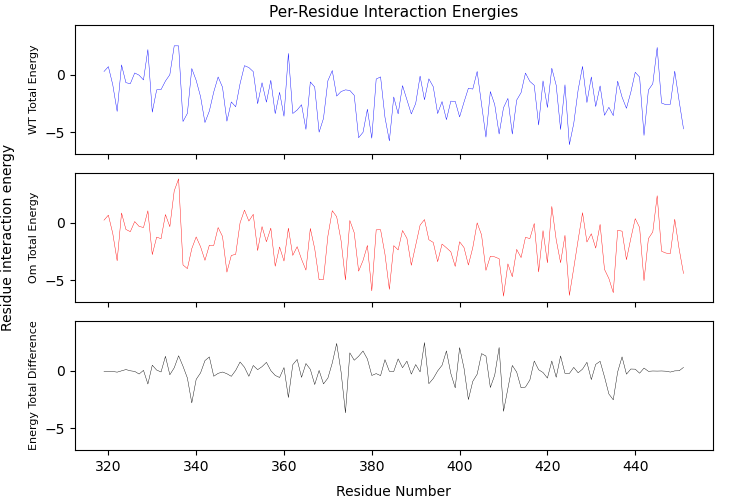 Per-Residue Interaction Energies
Residue interaction energy
WT Total Energy
0
−5
Om Total Energy
0
−5
Energy Total Difference
0
−5
320 340 360 380 400 420 440
Residue Number